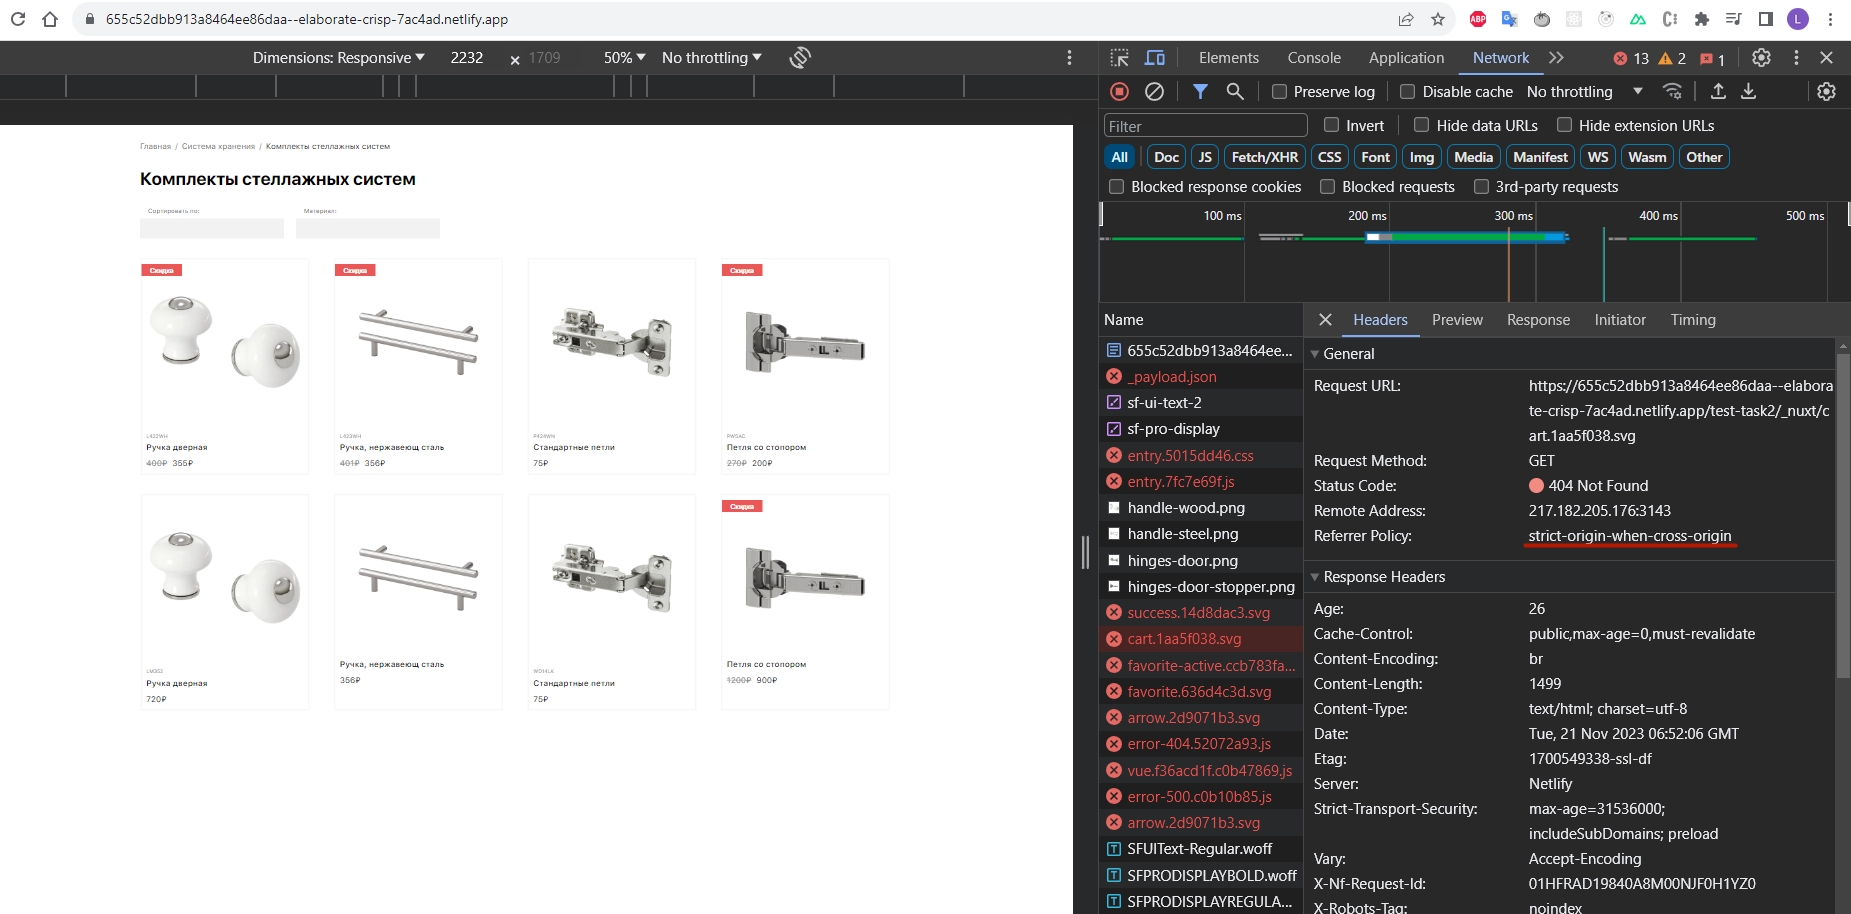 655c52dbb913a8464ee86daa--elaborate-crisp-7ac4ad.netlify.app
ABP
L
Dimensions: Responsive
2232
1709
50%
No throttling
Главная / Система хранения / Комплекты стеллажных систем
Комплекты стеллажных систем
Сортировать по:
Материал:
Скидка
L422WH
Ручка дверная
400₽ 355₽
Скидка
L423WH
Ручка, нержавеющ сталь
401₽ 356₽
P424WN
Стандартные петли
75₽
Скидка
PW5AC
Петля со стопором
270₽ 200₽
LM352
Ручка дверная
720₽
Ручка, нержавеющ сталь
356₽
WD14LK
Стандартные петли
75₽
Скидка
Петля со стопором
1200₽ 900₽
Elements
Console
Application
Network
13
2
1
Preserve log
Disable cache
No throttling
Filter
Invert
Hide data URLs
Hide extension URLs
All
Doc
JS
Fetch/XHR
CSS
Font
Img
Media
Manifest
WS
Wasm
Other
Blocked response cookies
Blocked requests
3rd-party requests
100 ms
200 ms
300 ms
400 ms
500 ms
Name
655c52dbb913a8464ee...
_payload.json
sf-ui-text-2
sf-pro-display
entry.5015dd46.css
entry.7fc7e69f.js
handle-wood.png
handle-steel.png
hinges-door.png
hinges-door-stopper.png
success.14d8dac3.svg
cart.1aa5f038.svg
favorite-active.ccb783fa...
favorite.636d4c3d.svg
arrow.2d9071b3.svg
error-404.52072a93.js
vue.f36acd1f.c0b47869.js
error-500.c0b10b85.js
arrow.2d9071b3.svg
SFUIText-Regular.woff
SFPRODISPLAYBOLD.woff
SFPRODISPLAYREGULA...
Headers
Preview
Response
Initiator
Timing
General
Request URL: https://655c52dbb913a8464ee86daa--elabora
te-crisp-7ac4ad.netlify.app/test-task2/_nuxt/c
art.1aa5f038.svg
Request Method: GET
Status Code: 404 Not Found
Remote Address: 217.182.205.176:3143
Referrer Policy: strict-origin-when-cross-origin
Response Headers
Age: 26
Cache-Control: public,max-age=0,must-revalidate
Content-Encoding: br
Content-Length: 1499
Content-Type: text/html; charset=utf-8
Date: Tue, 21 Nov 2023 06:52:06 GMT
Etag: 1700549338-ssl-df
Server: Netlify
Strict-Transport-Security: max-age=31536000;
includeSubDomains; preload
Vary: Accept-Encoding
X-Nf-Request-Id: 01HFRAD19840A8M00NJF0H1YZ0
X-Robots-Tag: noindex